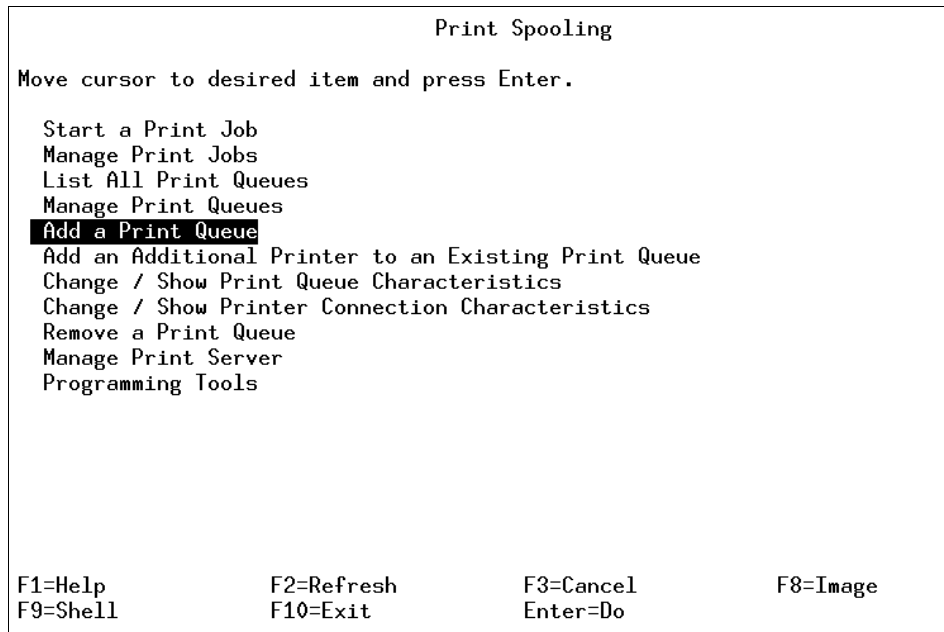 Print Spooling
Move cursor to desired item and press Enter.
Start a Print Job
Manage Print Jobs
List All Print Queues
Manage Print Queues
Add a Print Queue
Add an Additional Printer to an Existing Print Queue
Change / Show Print Queue Characteristics
Change / Show Printer Connection Characteristics
Remove a Print Queue
Manage Print Server
Programming Tools
F1=Help F2=Refresh F3=Cancel F8=Image
F9=Shell F10=Exit Enter=Do